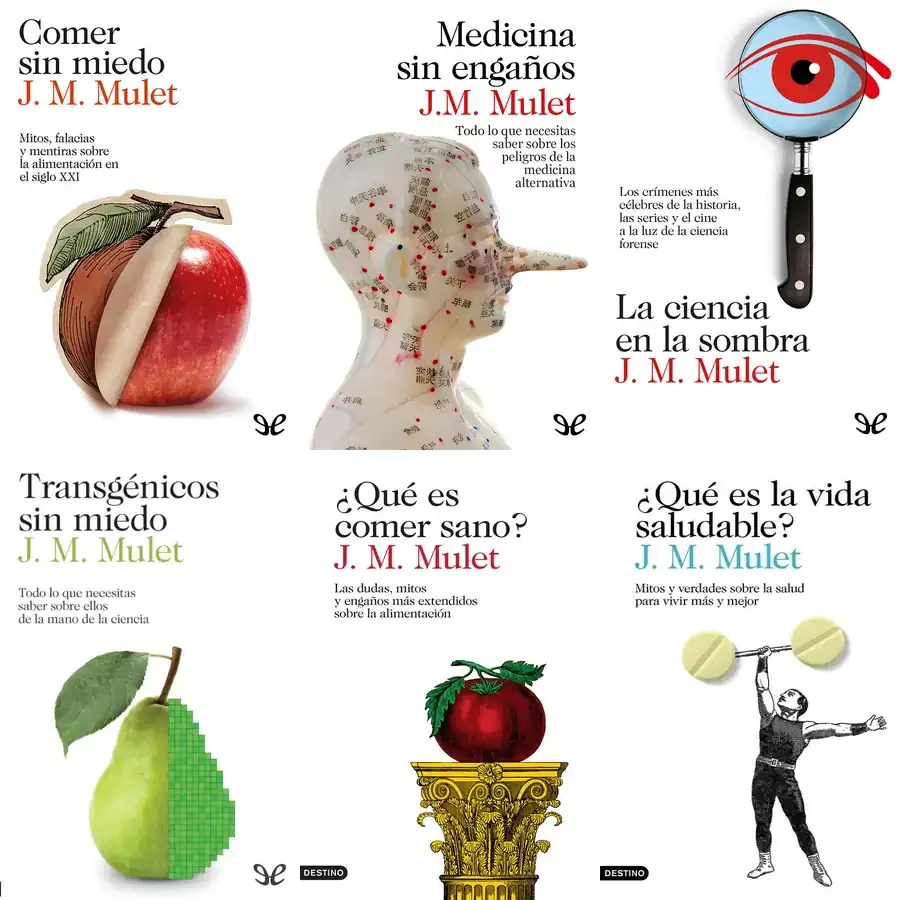 Comer
sin miedo
J. M. Mulet
Mitos, falacias
y mentiras sobre
la alimentación en
el siglo XXI
Medicina
sin engaños
J.M. Mulet
Todo lo que necesitas
saber sobre los
peligros de la
medicina
alternativa
Los crímenes más
célebres de la historia,
las series y el cine
a la luz de la ciencia
forense
La ciencia
en la sombra
J. M. Mulet
Transgénicos
sin miedo
J. M. Mulet
Todo lo que necesitas
saber sobre ellos
de la mano de la ciencia
¿Qué es
comer sano?
J. M. Mulet
Las dudas, mitos
y engaños más extendidos
sobre la alimentación
DESTINO
¿Qué es la vida
saludable?
J. M. Mulet
Mitos y verdades sobre la salud
para vivir más y mejor
DESTINO